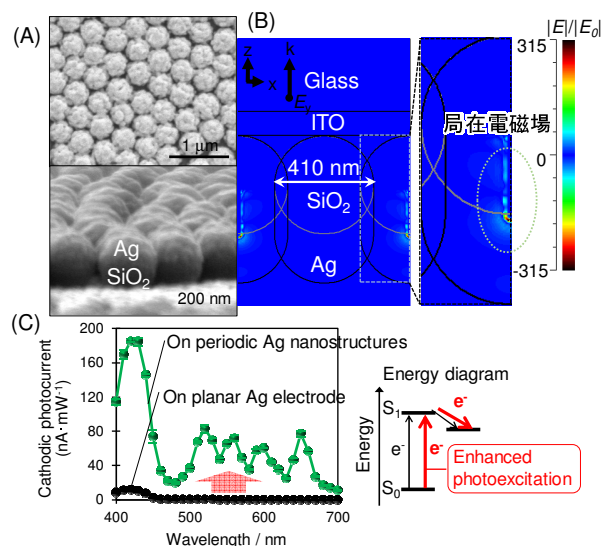 (A)
1 μm
Ag
SiO₂
200 nm
(B)
z
x
k
Eᵧ
Glass
ITO
410 nm
SiO₂
Ag
局在電磁場
|E|/|E₀|
315
0
-315
(C)
Cathodic photocurrent
(nA·mW⁻¹)
200
160
120
80
40
0
400
500
600
700
Wavelength / nm
On periodic Ag nanostructures
On planar Ag electrode
Energy diagram
Energy
S₁
S₀
e⁻
e⁻
e⁻
Enhanced
photoexcitation